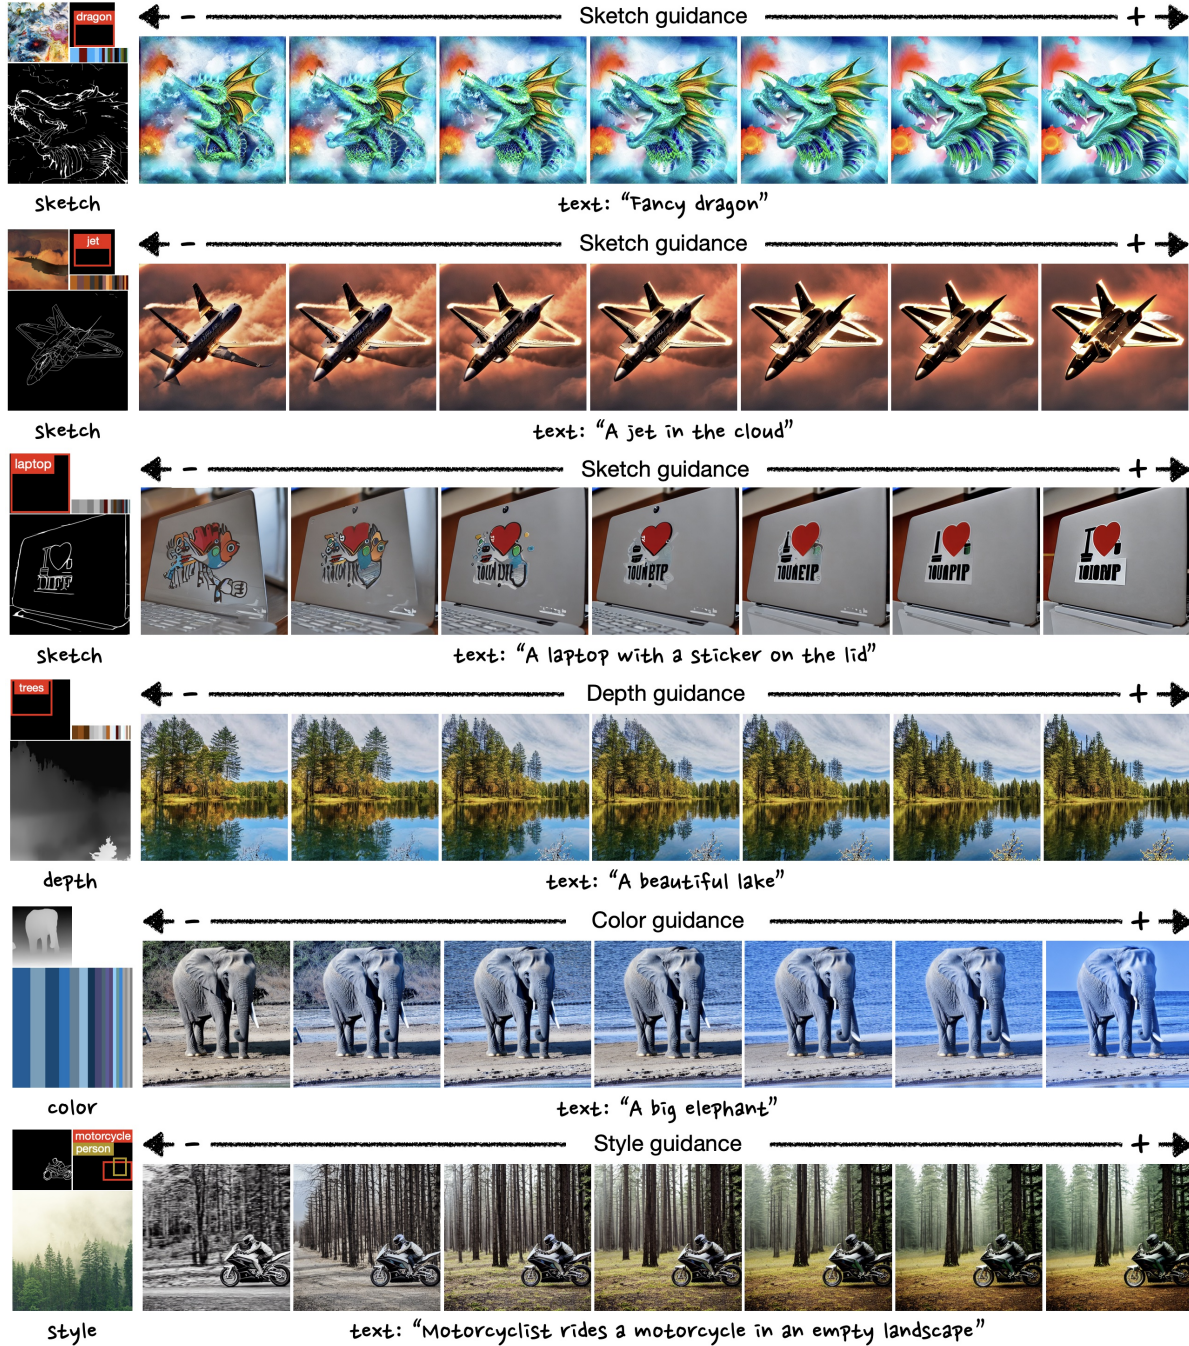 dragon
Sketch guidance
sketch
text: "Fancy dragon"
jet
Sketch guidance
sketch
text: "A jet in the cloud"
laptop
Sketch guidance
I
I
I
I
TOUAEIP
TOUAPIP
sketch
text: "A laptop with a sticker on the lid"
trees
Depth guidance
depth
text: "A beautiful lake"
Color guidance
color
text: "A big elephant"
motorcycle
person
Style guidance
style
text: "Motorcyclist rides a motorcycle in an empty landscape"